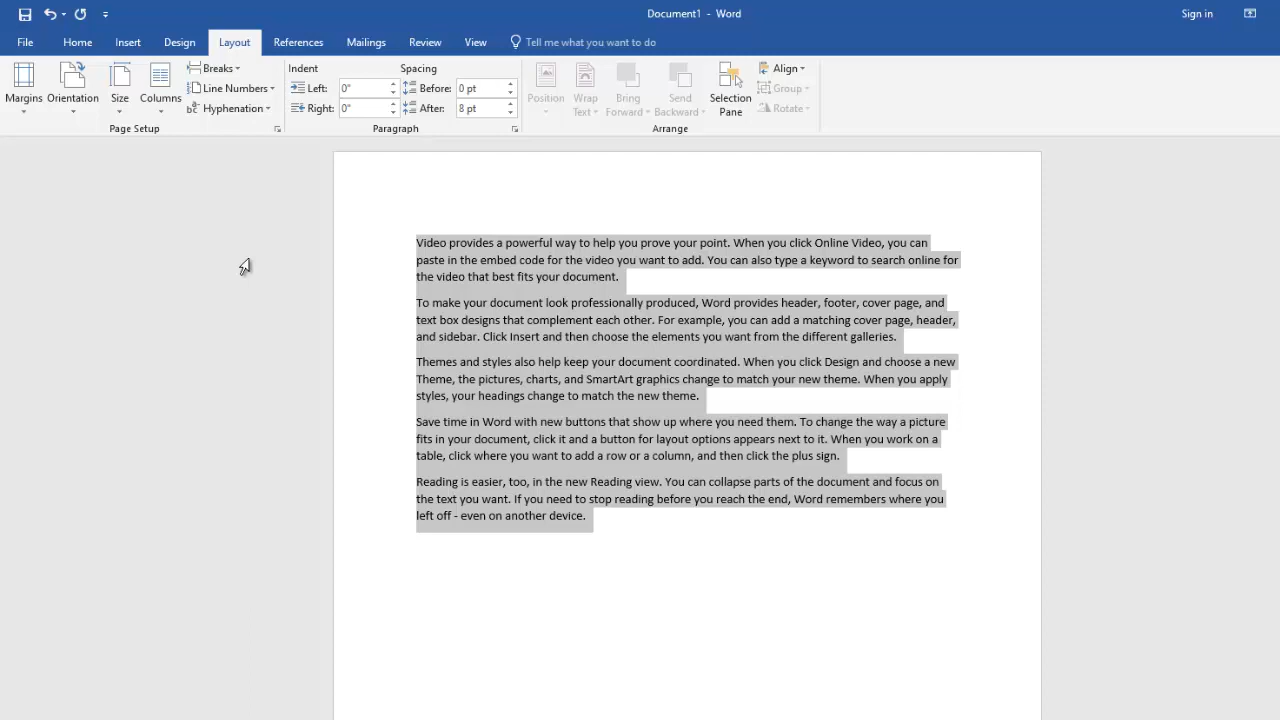 Document1 - Word
Sign in
File Home Insert Design Layout References Mailings Review View Tell me what you want to do
Margins
Orientation
Size
Columns
Breaks
Line Numbers
Hyphenation
Page Setup
Indent
Left: 0"
Right: 0"
Spacing
Before: 0 pt
After: 8 pt
Paragraph
Position
Wrap
Text
Bring
Forward
Send
Backward
Selection
Pane
Align
Group
Rotate
Arrange
Video provides a powerful way to help you prove your point. When you click Online Video, you can
paste in the embed code for the video you want to add. You can also type a keyword to search online for
the video that best fits your document.
To make your document look professionally produced, Word provides header, footer, cover page, and
text box designs that complement each other. For example, you can add a matching cover page, header,
and sidebar. Click Insert and then choose the elements you want from the different galleries.
Themes and styles also help keep your document coordinated. When you click Design and choose a new
Theme, the pictures, charts, and SmartArt graphics change to match your new theme. When you apply
styles, your headings change to match the new theme.
Save time in Word with new buttons that show up where you need them. To change the way a picture
fits in your document, click it and a button for layout options appears next to it. When you work on a
table, click where you want to add a row or a column, and then click the plus sign.
Reading is easier, too, in the new Reading view. You can collapse parts of the document and focus on
the text you want. If you need to stop reading before you reach the end, Word remembers where you
left off - even on another device.